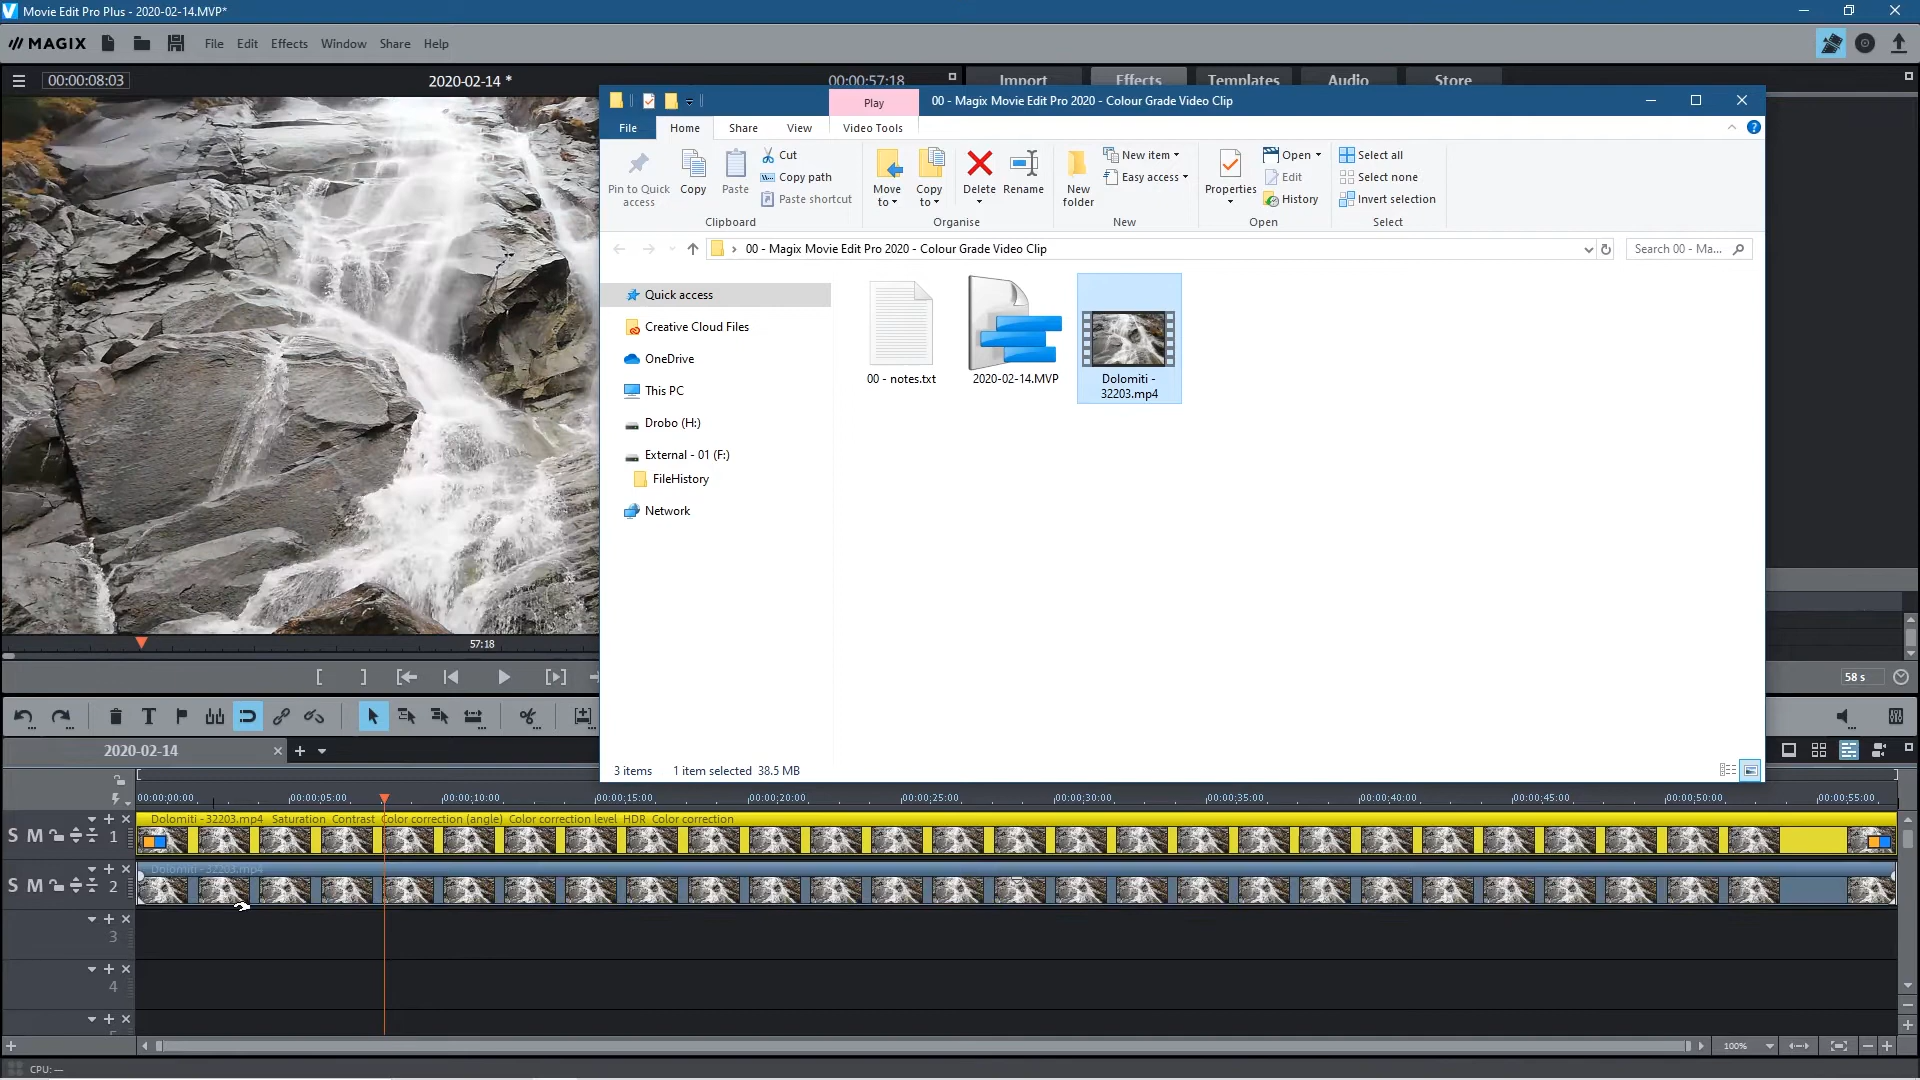 Movie Edit Pro Plus - 2020-02-14.MVP*
MAGIX File Edit Effects Window Share Help
00:00:08:03 2020-02-14 * 00:00:57:18 Import Effects Templates Audio Store
Play 00 - Magix Movie Edit Pro 2020 - Colour Grade Video Clip
File Home Share View Video Tools
Pin to Quick access
Copy
Paste
Cut
Copy path
Paste shortcut
Clipboard
Move to
Copy to
Delete
Rename
Organise
New folder
New item
Easy access
New
Properties
Open
Edit
History
Open
Select all
Select none
Invert selection
Select
00 - Magix Movie Edit Pro 2020 - Colour Grade Video Clip
Search 00 - Ma...
Quick access
Creative Cloud Files
OneDrive
This PC
Drobo (H:)
External - 01 (F:)
FileHistory
Network
00 - notes.txt
2020-02-14.MVP
Dolomiti -
32203.mp4
57:18
58 s
3 items 1 item selected 38.5 MB
2020-02-14
00:00:00:00 00:00:05:00 00:00:10:00 00:00:15:00 00:00:20:00 00:00:25:00 00:00:30:00 00:00:35:00 00:00:40:00 00:00:45:00 00:00:50:00 00:00:55:00
Dolomiti - 32203.mp4 Saturation Contrast Color correction (angle) Color correction level HDR Color correction
S M 1
Dolomiti - 32203.mp4
S M 2
3
4
100%
CPU: —